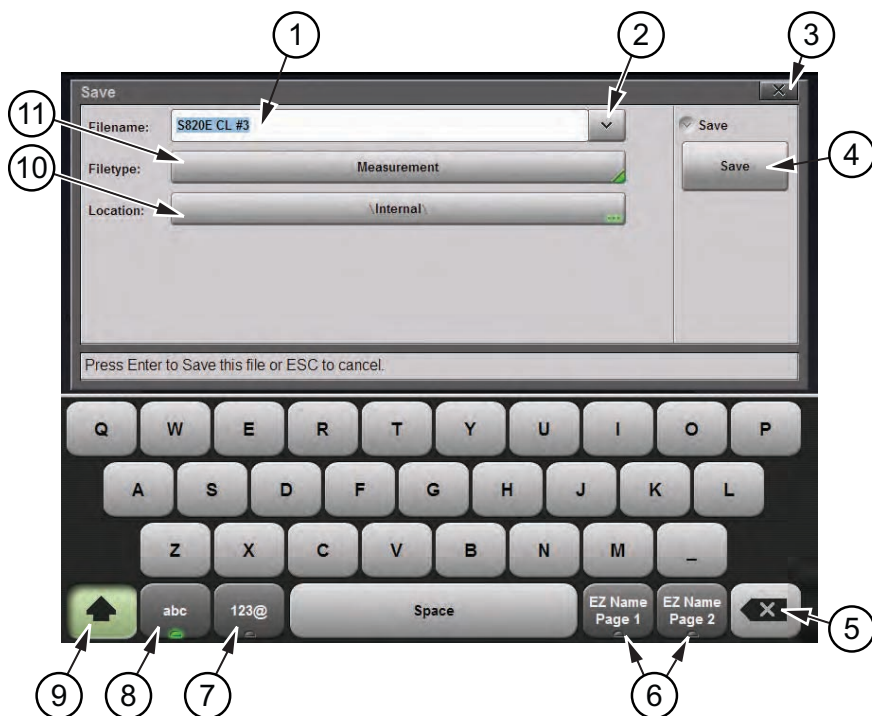 1 2 3
Save
11 Filename: S820E CL #3 Save
Filetype: Measurement Save 4
10 Location: \Internal\ ...
Press Enter to Save this file or ESC to cancel.
Q W E R T Y U I O P
A S D F G H J K L
Z X C V B N M _
abc 123@ Space EZ Name Page 1 EZ Name Page 2 5
9 8 7 6